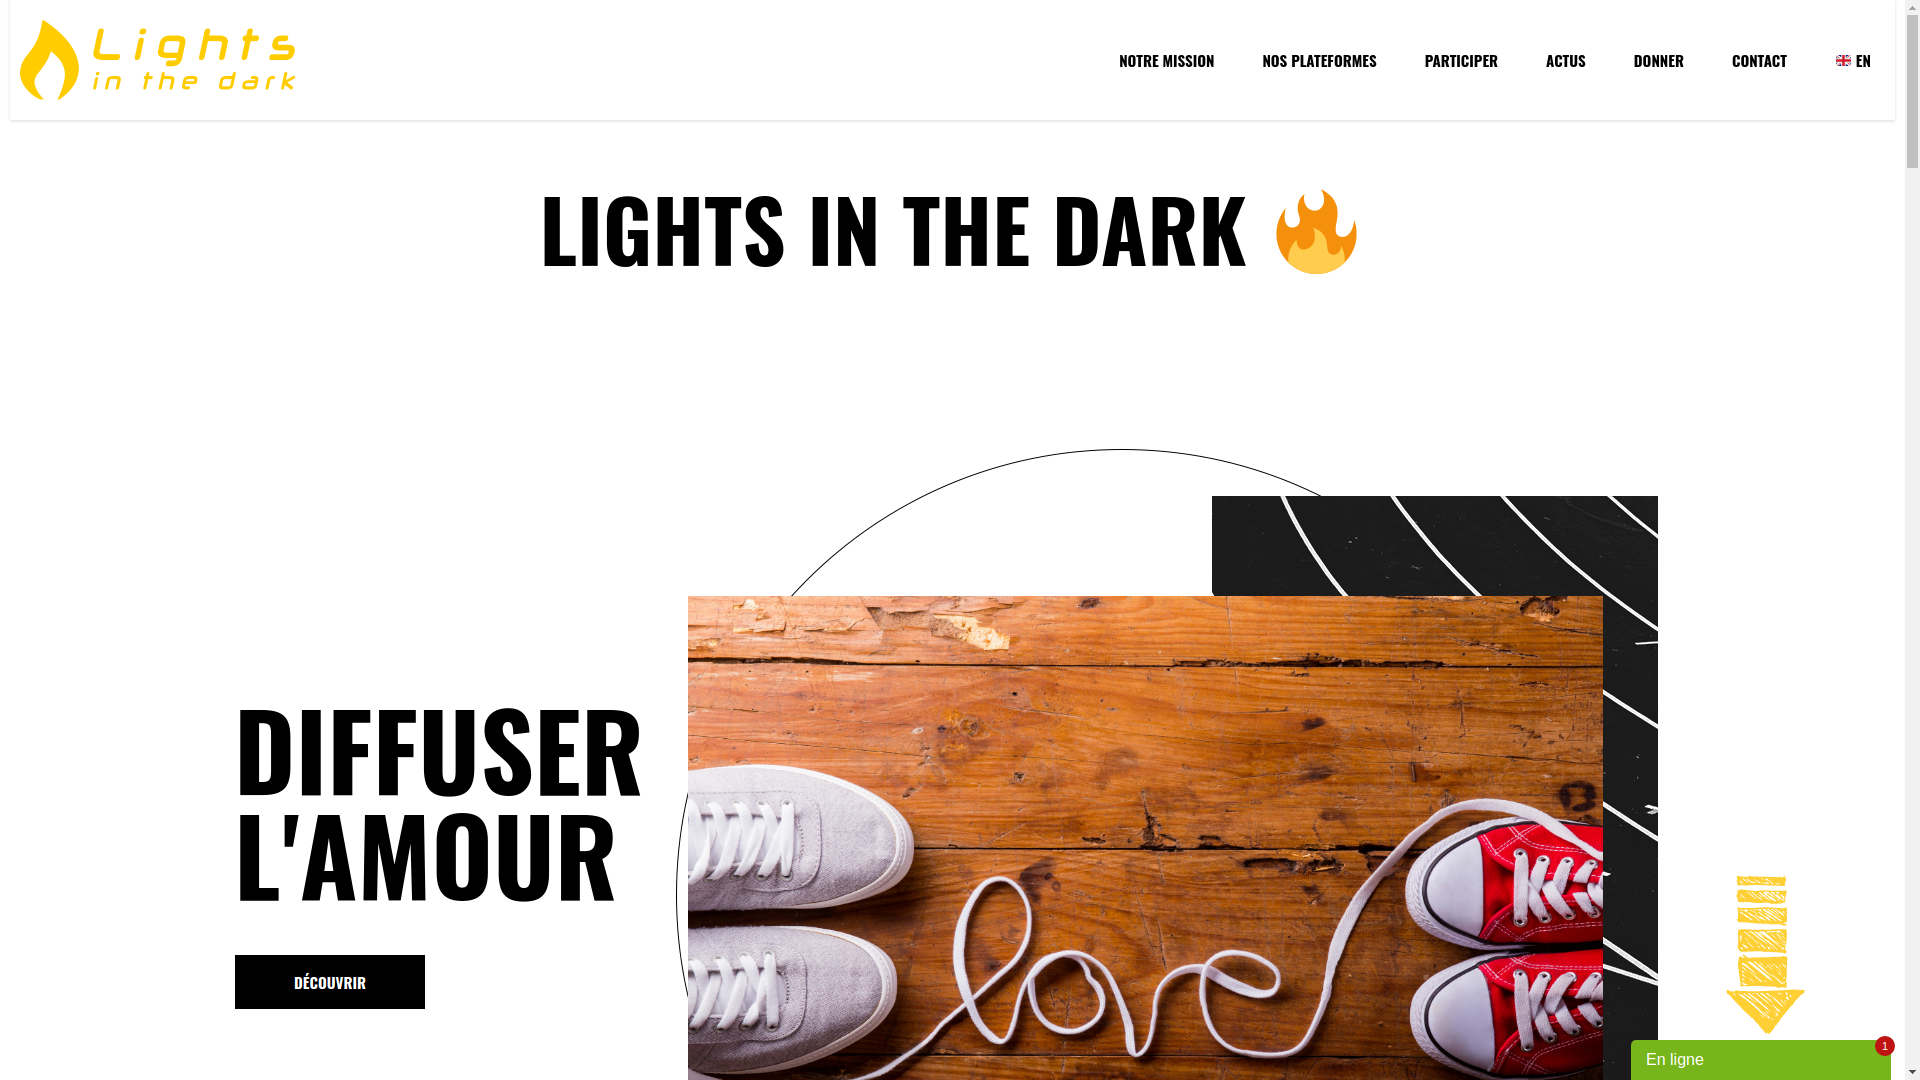 Lights
in the dark
NOTRE MISSION
NOS PLATEFORMES
PARTICIPER
ACTUS
DONNER
CONTACT
EN
LIGHTS IN THE DARK
DIFFUSER
L'AMOUR
DÉCOUVRIR
love
En ligne
1